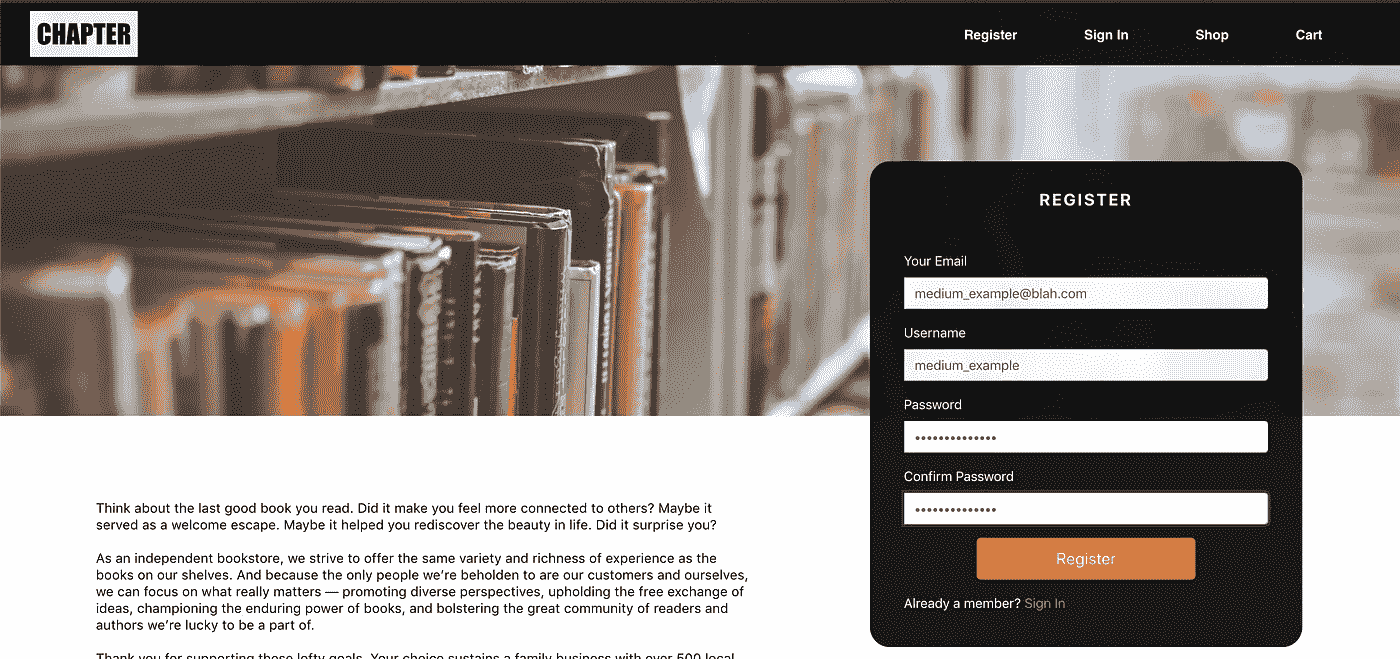 CHAPTER
Register
Sign In
Shop
Cart
REGISTER
Your Email
medium_example@blah.com
Username
medium_example
Password
••••••••••••••
Confirm Password
••••••••••••••
Register
Already a member? Sign In
Think about the last good book you read. Did it make you feel more connected to others? Maybe it
served as a welcome escape. Maybe it helped you rediscover the beauty in life. Did it surprise you?
As an independent bookstore, we strive to offer the same variety and richness of experience as the
books on our shelves. And because the only people we’re beholden to are our customers and ourselves,
we can focus on what really matters — promoting diverse perspectives, upholding the free exchange of
ideas, championing the enduring power of books, and bolstering the great community of readers and
authors we’re lucky to be a part of.
Thank you for supporting these lofty goals. Your choice sustains a family business with over 500 local